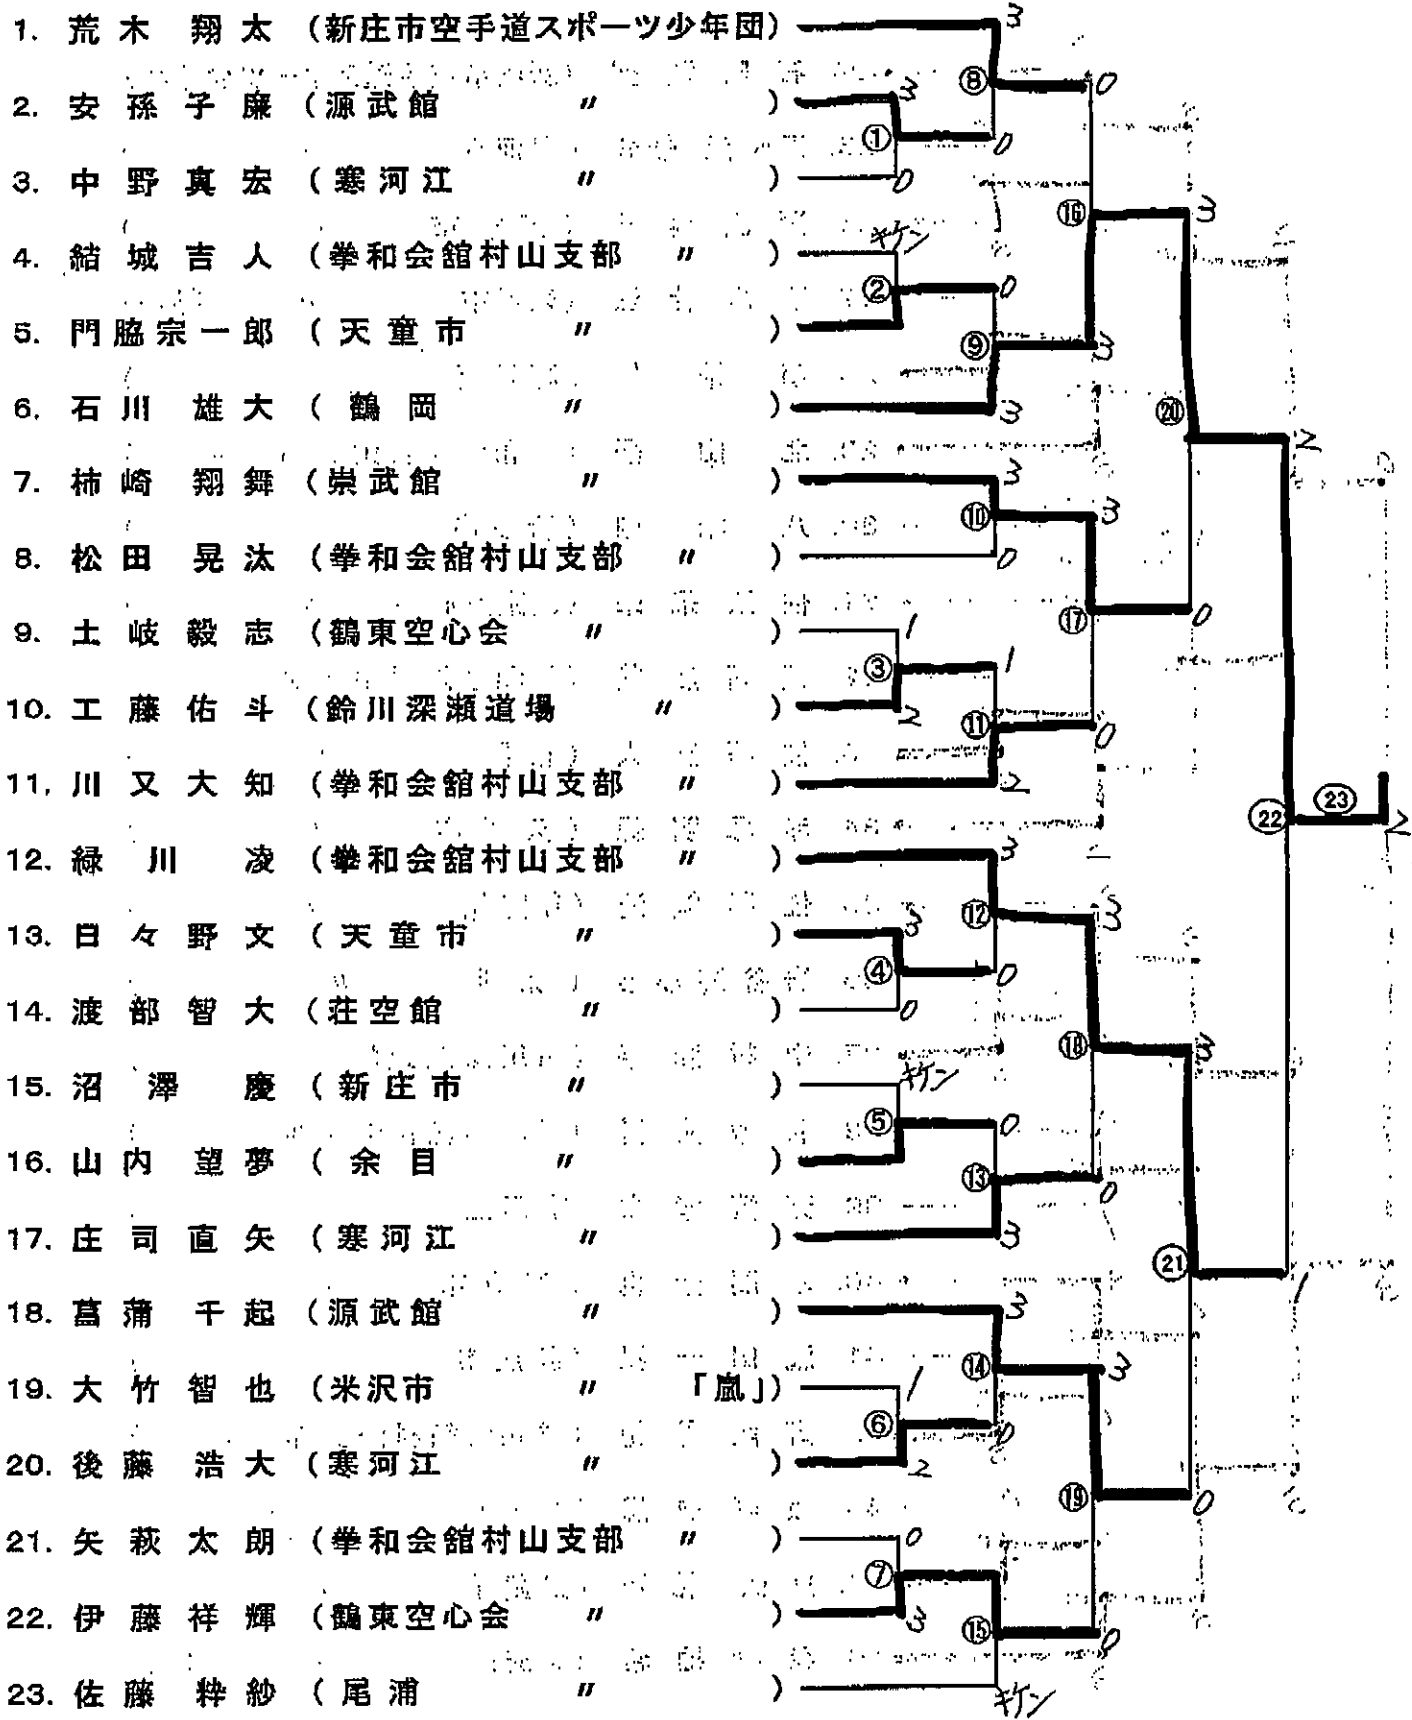 1. 荒木 翔太 (新庄市空手道スポーツ少年団) 3
⑧ 0
2. 安孫子廉 (源武館 〃 ) 3
① 0
3. 中野真宏 (寒河江 〃 ) 0
⑯ 3
4. 結城吉人 (拳和会舘村山支部 〃 ) キケン
② 0
5. 門脇宗一郎 (天童市 〃 )
⑨ 3
6. 石川 雄大 (鶴岡 〃 ) 3
⑳ 2
7. 柿崎 翔舞 (崇武館 〃 ) 3
⑩ 3
8. 松田 晃汰 (拳和会舘村山支部 〃 ) 0
⑰ 0
9. 土岐毅志 (鶴東空心会 〃 ) 1
③ 1
10. 工藤佑斗 (鈴川深瀬道場 〃 ) 2
⑪ 0
11. 川又大知 (拳和会舘村山支部 〃 ) 2
㉒ ㉓ 2
12. 緑川 凌 (拳和会舘村山支部 〃 ) 3
⑫ 3
13. 日々野文 (天童市 〃 ) 3
④ 0
14. 渡部智大 (荘空館 〃 ) 0
⑱ 3
15. 沼澤 慶 (新庄市 〃 ) キケン
⑤ 0
16. 山内 望夢 (余目 〃 )
⑬ 0
17. 庄司直矢 (寒河江 〃 ) 3
㉑ 1
18. 菖蒲 千起 (源武館 〃 ) 3
⑭ 3
19. 大竹智也 (米沢市 〃 「嵐」) 1
⑥ 0
20. 後藤 浩大 (寒河江 〃 ) 2
⑲ 0
21. 矢萩太朗 (拳和会舘村山支部 〃 ) 0
⑦
22. 伊藤祥輝 (鶴東空心会 〃 ) 3
⑮ 0
23. 佐藤 粋紗 (尾浦 〃 ) キケン